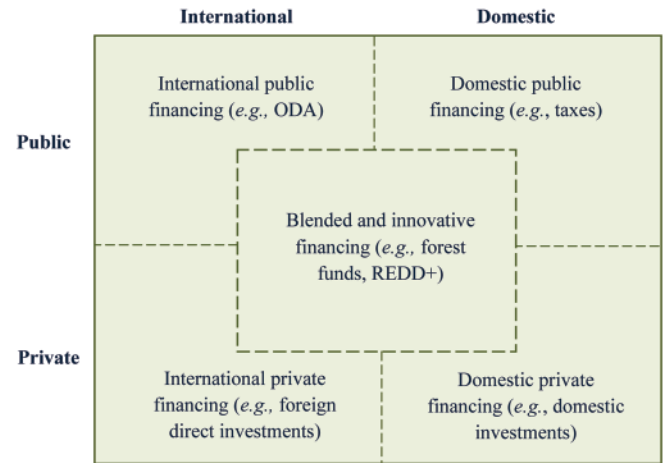 International
Domestic
International public
financing (e.g., ODA)
Domestic public
financing (e.g., taxes)
Public
Blended and innovative
financing (e.g., forest
funds, REDD+)
Private
International private
financing (e.g., foreign
direct investments)
Domestic private
financing (e.g., domestic
investments)